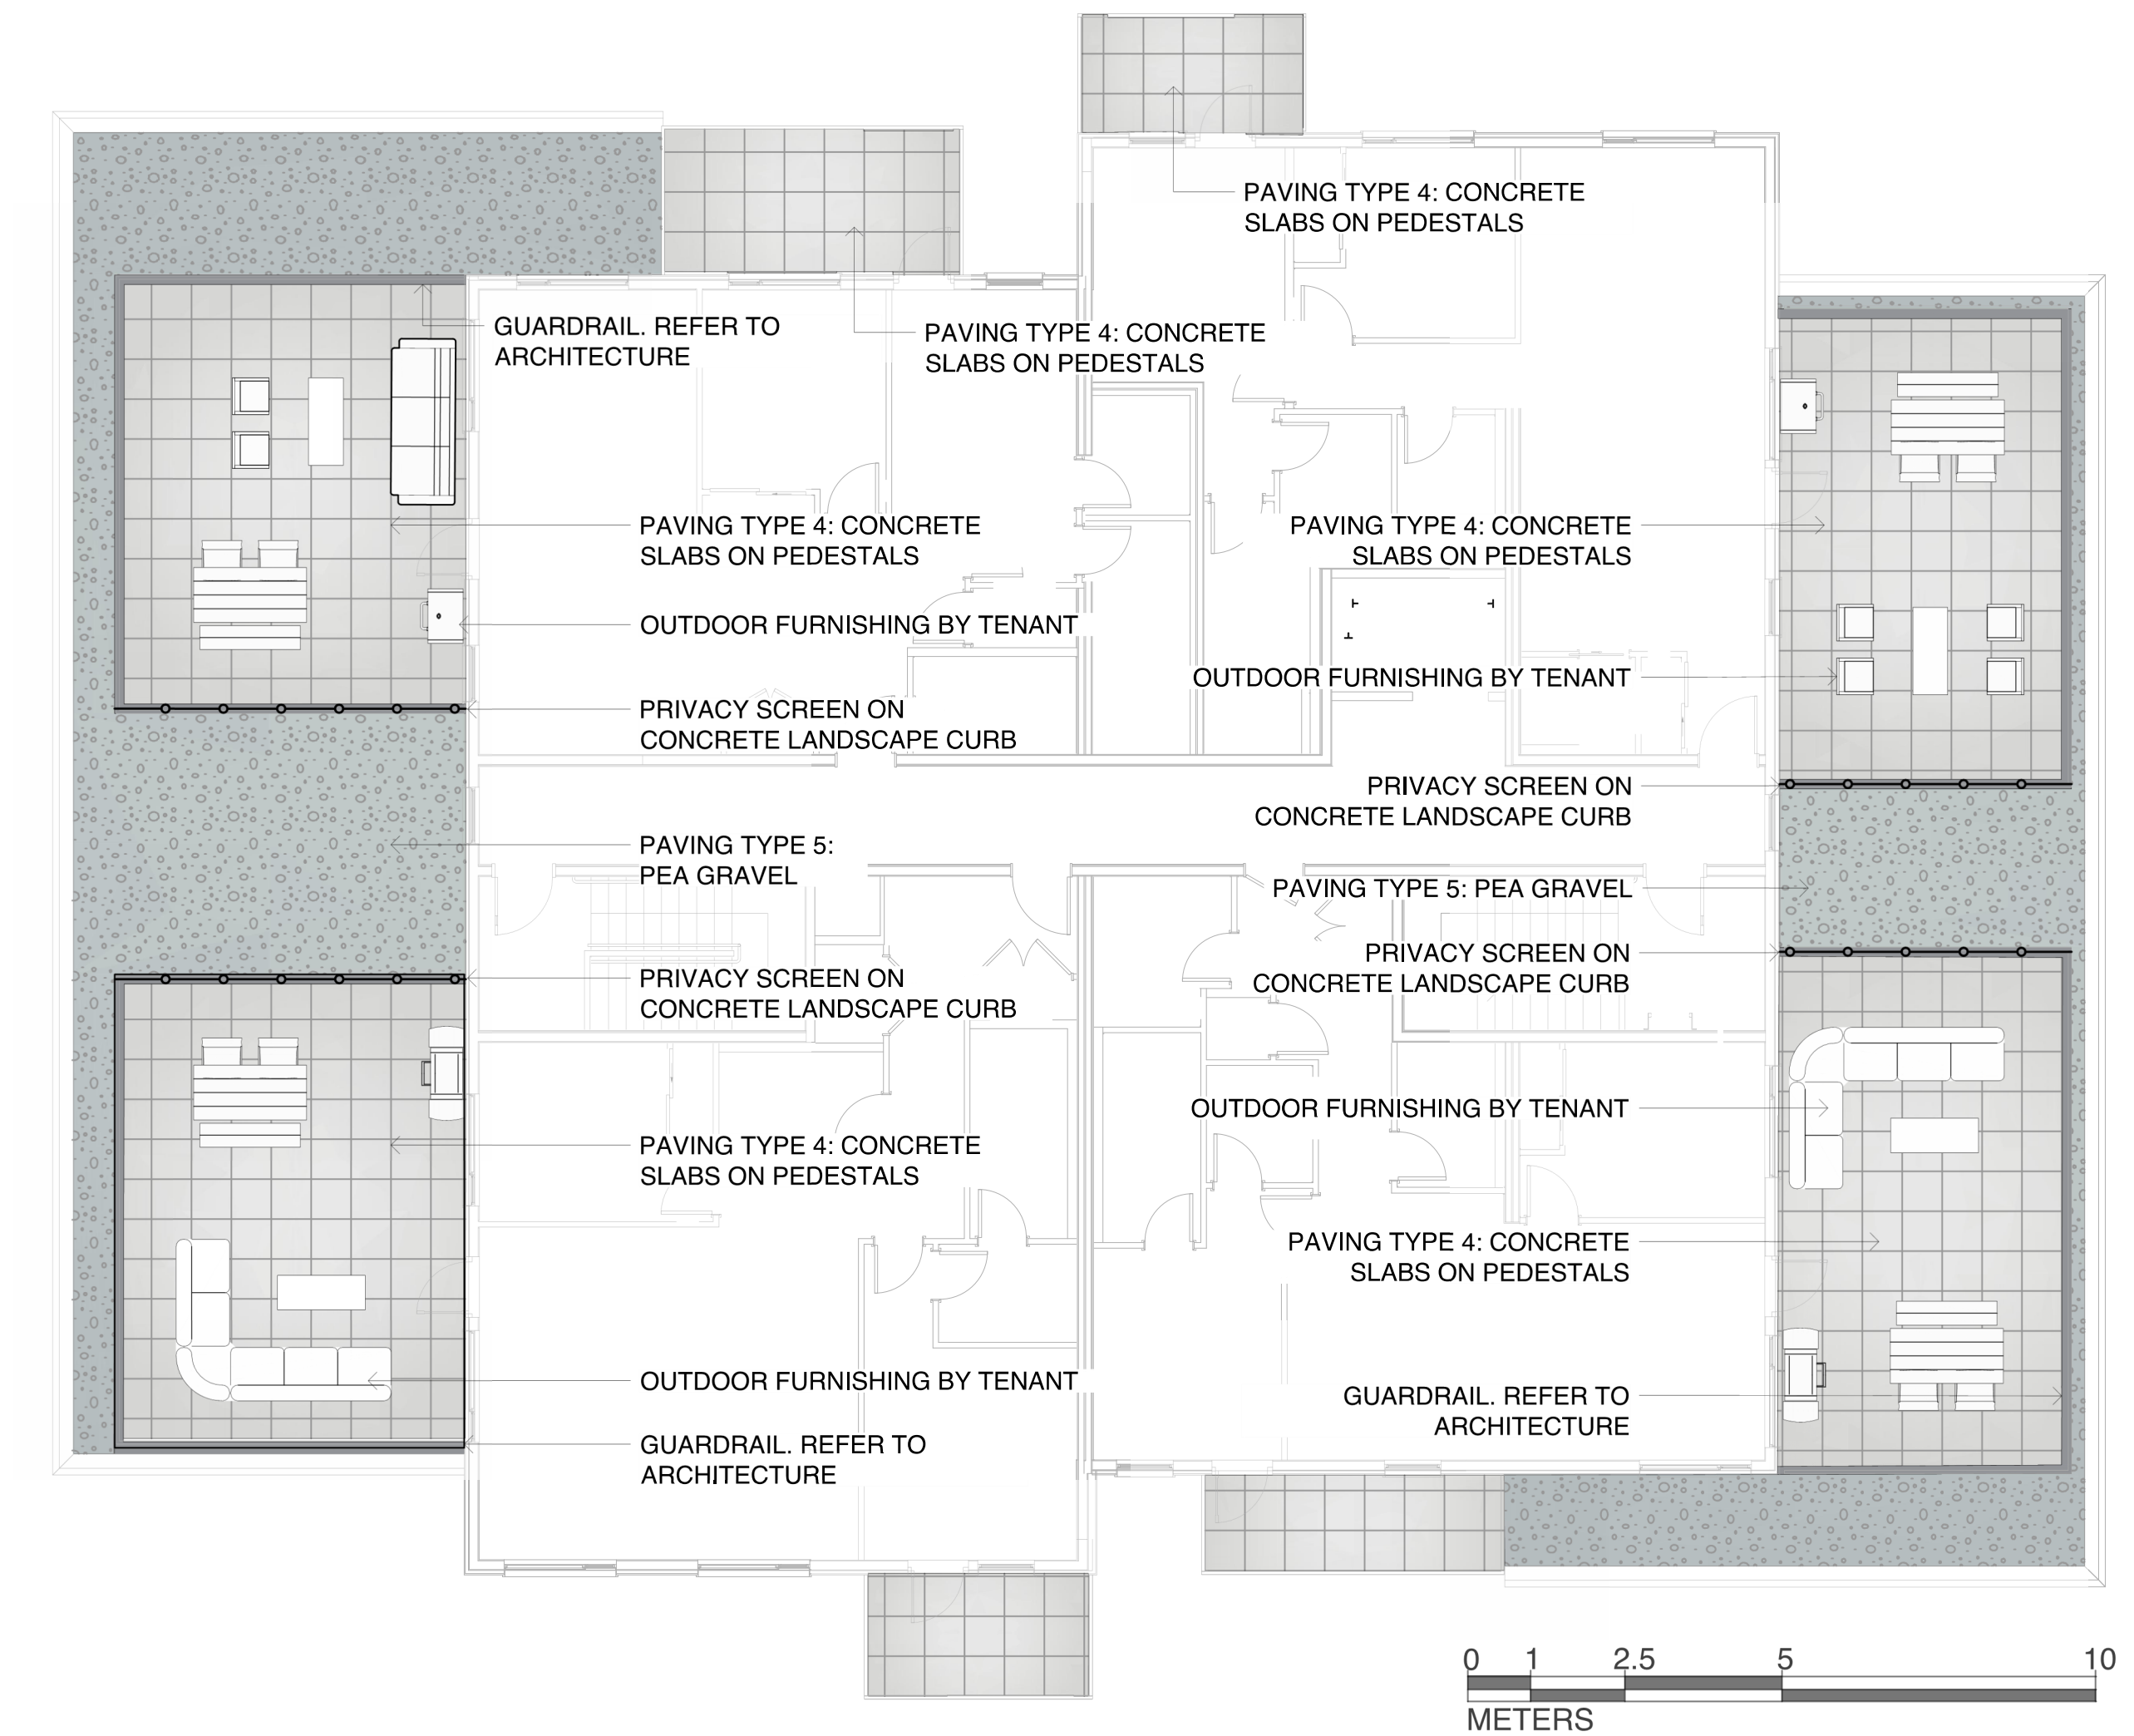 PAVING TYPE 4: CONCRETE
SLABS ON PEDESTALS
GUARDRAIL. REFER TO
ARCHITECTURE
PAVING TYPE 4: CONCRETE
SLABS ON PEDESTALS
PAVING TYPE 4: CONCRETE
SLABS ON PEDESTALS
PAVING TYPE 4: CONCRETE
SLABS ON PEDESTALS
OUTDOOR FURNISHING BY TENANT
OUTDOOR FURNISHING BY TENANT
PRIVACY SCREEN ON
CONCRETE LANDSCAPE CURB
PRIVACY SCREEN ON
CONCRETE LANDSCAPE CURB
PAVING TYPE 5:
PEA GRAVEL
PAVING TYPE 5: PEA GRAVEL
PRIVACY SCREEN ON
CONCRETE LANDSCAPE CURB
PRIVACY SCREEN ON
CONCRETE LANDSCAPE CURB
OUTDOOR FURNISHING BY TENANT
PAVING TYPE 4: CONCRETE
SLABS ON PEDESTALS
PAVING TYPE 4: CONCRETE
SLABS ON PEDESTALS
OUTDOOR FURNISHING BY TENANT
GUARDRAIL. REFER TO
ARCHITECTURE
GUARDRAIL. REFER TO
ARCHITECTURE
0 1 2.5 5 10
METERS